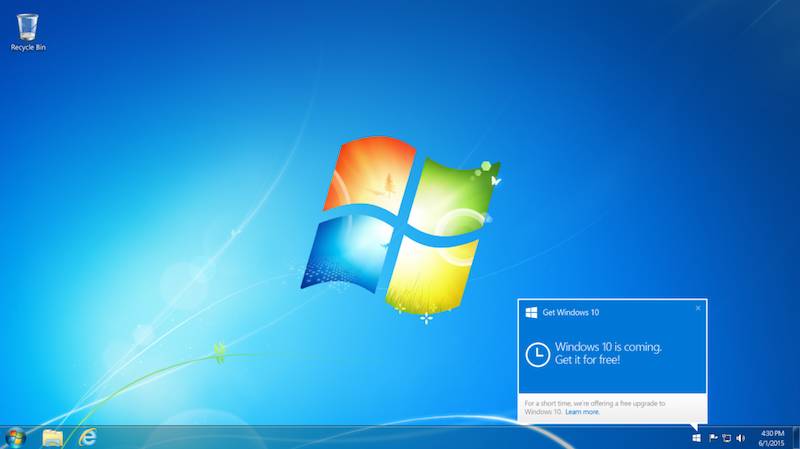 Recycle Bin
Get Windows 10
Windows 10 is coming.
Get it for free!
For a short time, we're offering a free upgrade to
Windows 10. Learn more.
4:30 PM
6/1/2015